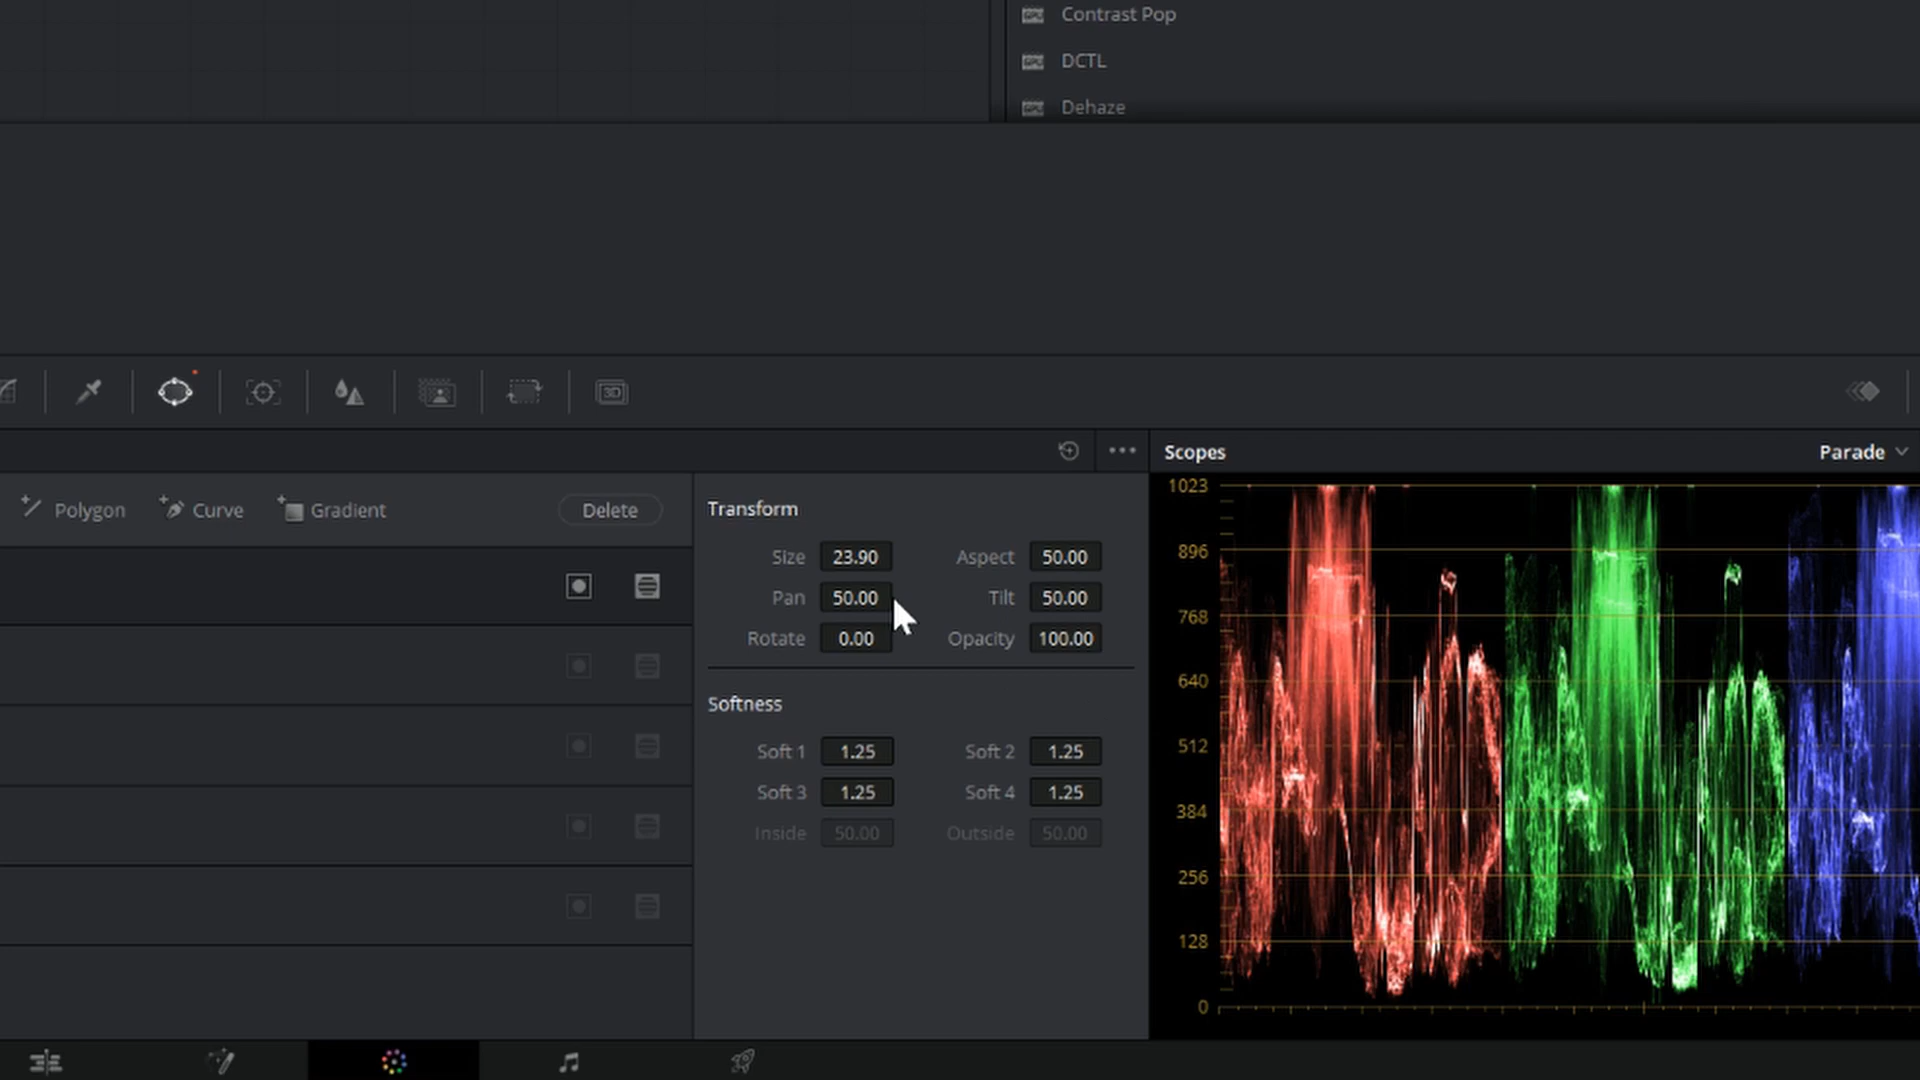 Contrast Pop
DCTL
Dehaze
3D
Scopes
Parade
Polygon
Curve
Gradient
Delete
Transform
Size 23.90 Aspect 50.00
Pan 50.00 Tilt 50.00
Rotate 0.00 Opacity 100.00
Softness
Soft 1 1.25 Soft 2 1.25
Soft 3 1.25 Soft 4 1.25
Inside 50.00 Outside 50.00
1023
896
768
640
512
384
256
128
0